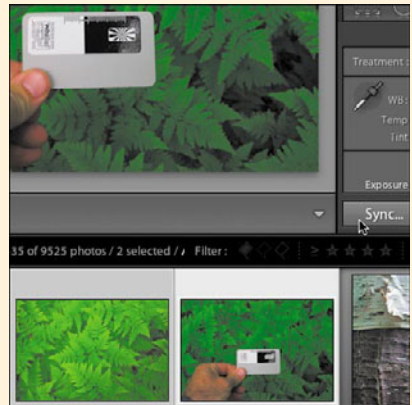 Treatment :
WB:
Temp
Tint
Exposure
Sync...
35 of 9525 photos / 2 selected / Filter :